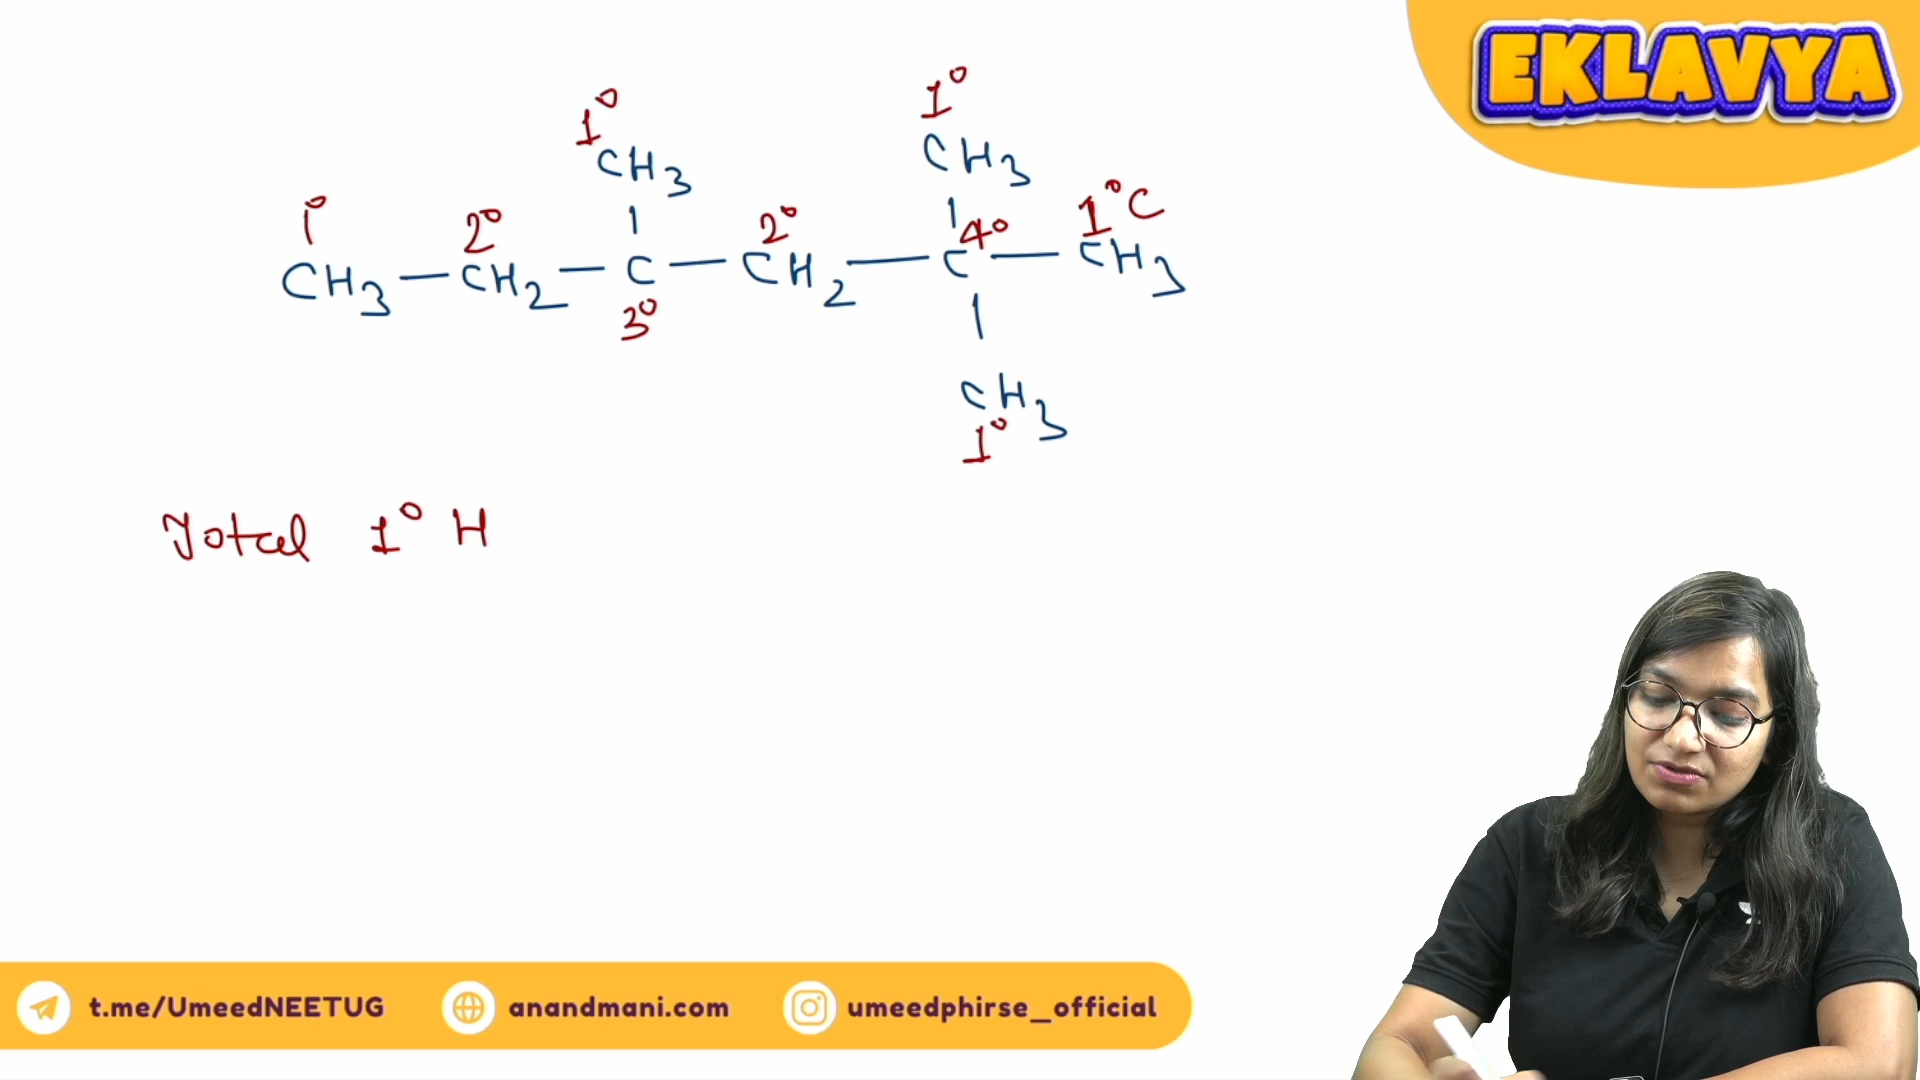 EKLAVYA
1° 1°
CH3 CH3
1° 2° 2° 4° 1°C
CH3 — CH2 — C — CH2 — C — CH3
3°
CH3
1°
Total 1° H
t.me/UmeedNEETUG anandmani.com umeedphirse_official